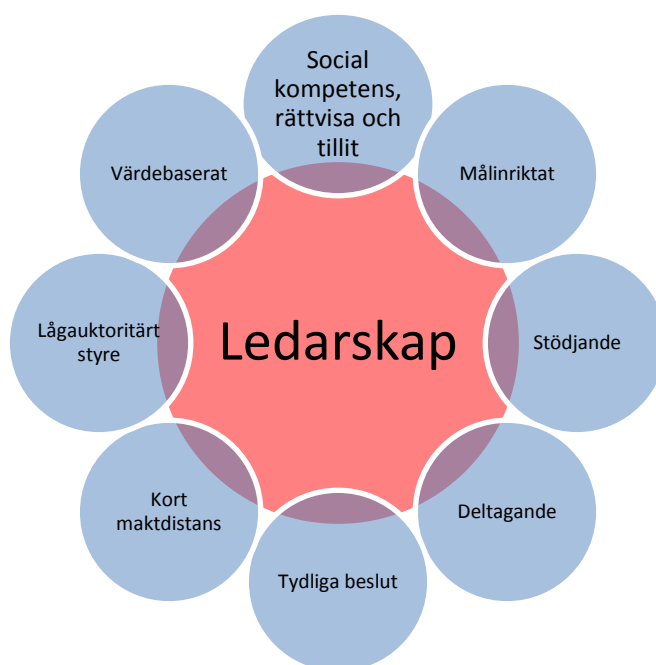 Social
kompetens,
rättvisa och
tillit
Målinriktat
Stödjande
Deltagande
Tydliga beslut
Kort
maktdistans
Lågauktoritärt
styre
Värdebaserat
Ledarskap